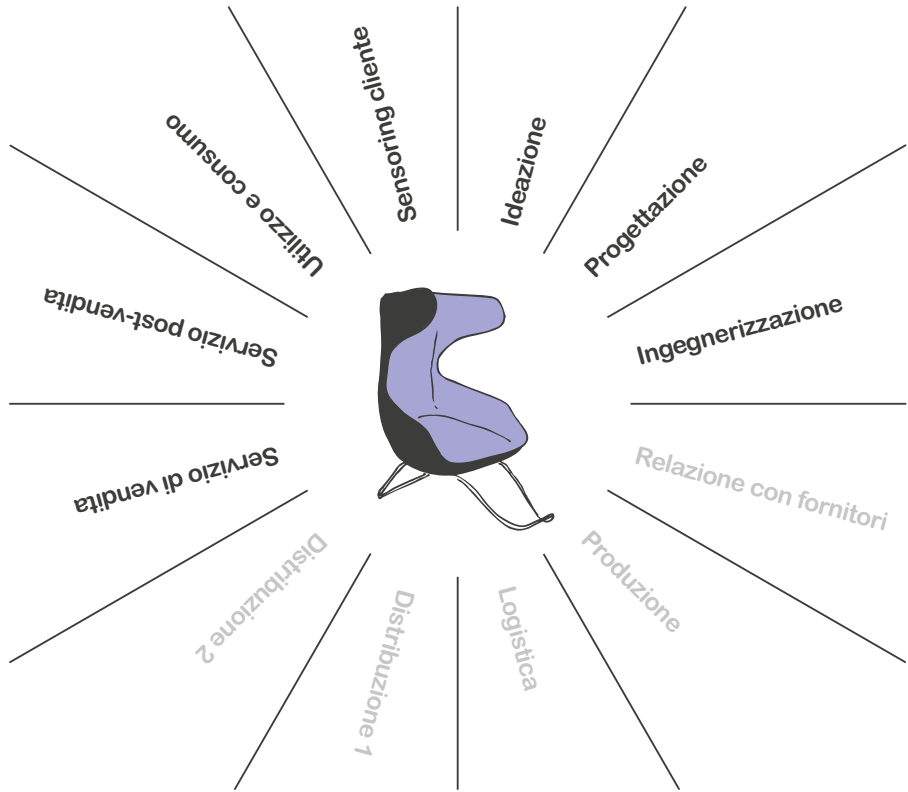 Ideazione
Progettazione
Ingegnerizzazione
Relazione con fornitori
Produzione
Logistica
Distribuzione 1
Distribuzione 2
Servizio di vendita
Servizio post-vendita
Utilizzo e consumo
Sensoring cliente